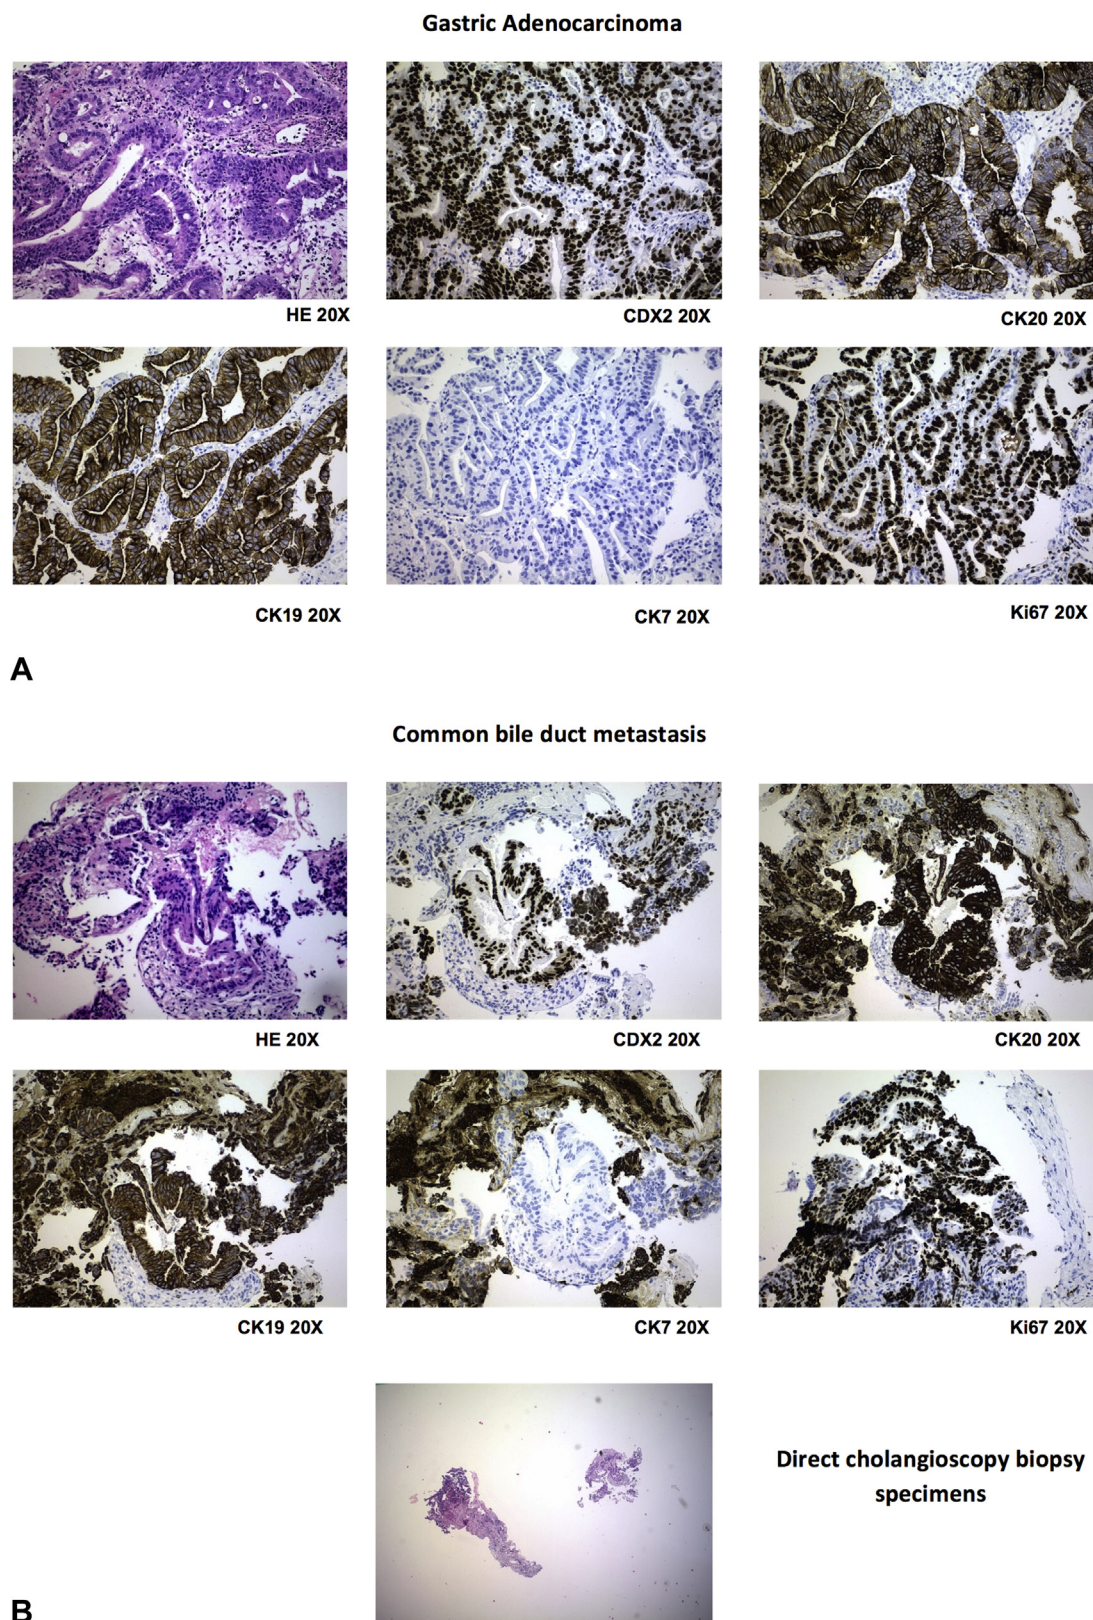 Gastric Adenocarcinoma
HE 20X
CDX2 20X
CK20 20X
CK19 20X
CK7 20X
Ki67 20X
A
Common bile duct metastasis
HE 20X
CDX2 20X
CK20 20X
CK19 20X
CK7 20X
Ki67 20X
Direct cholangioscopy biopsy
specimens
B